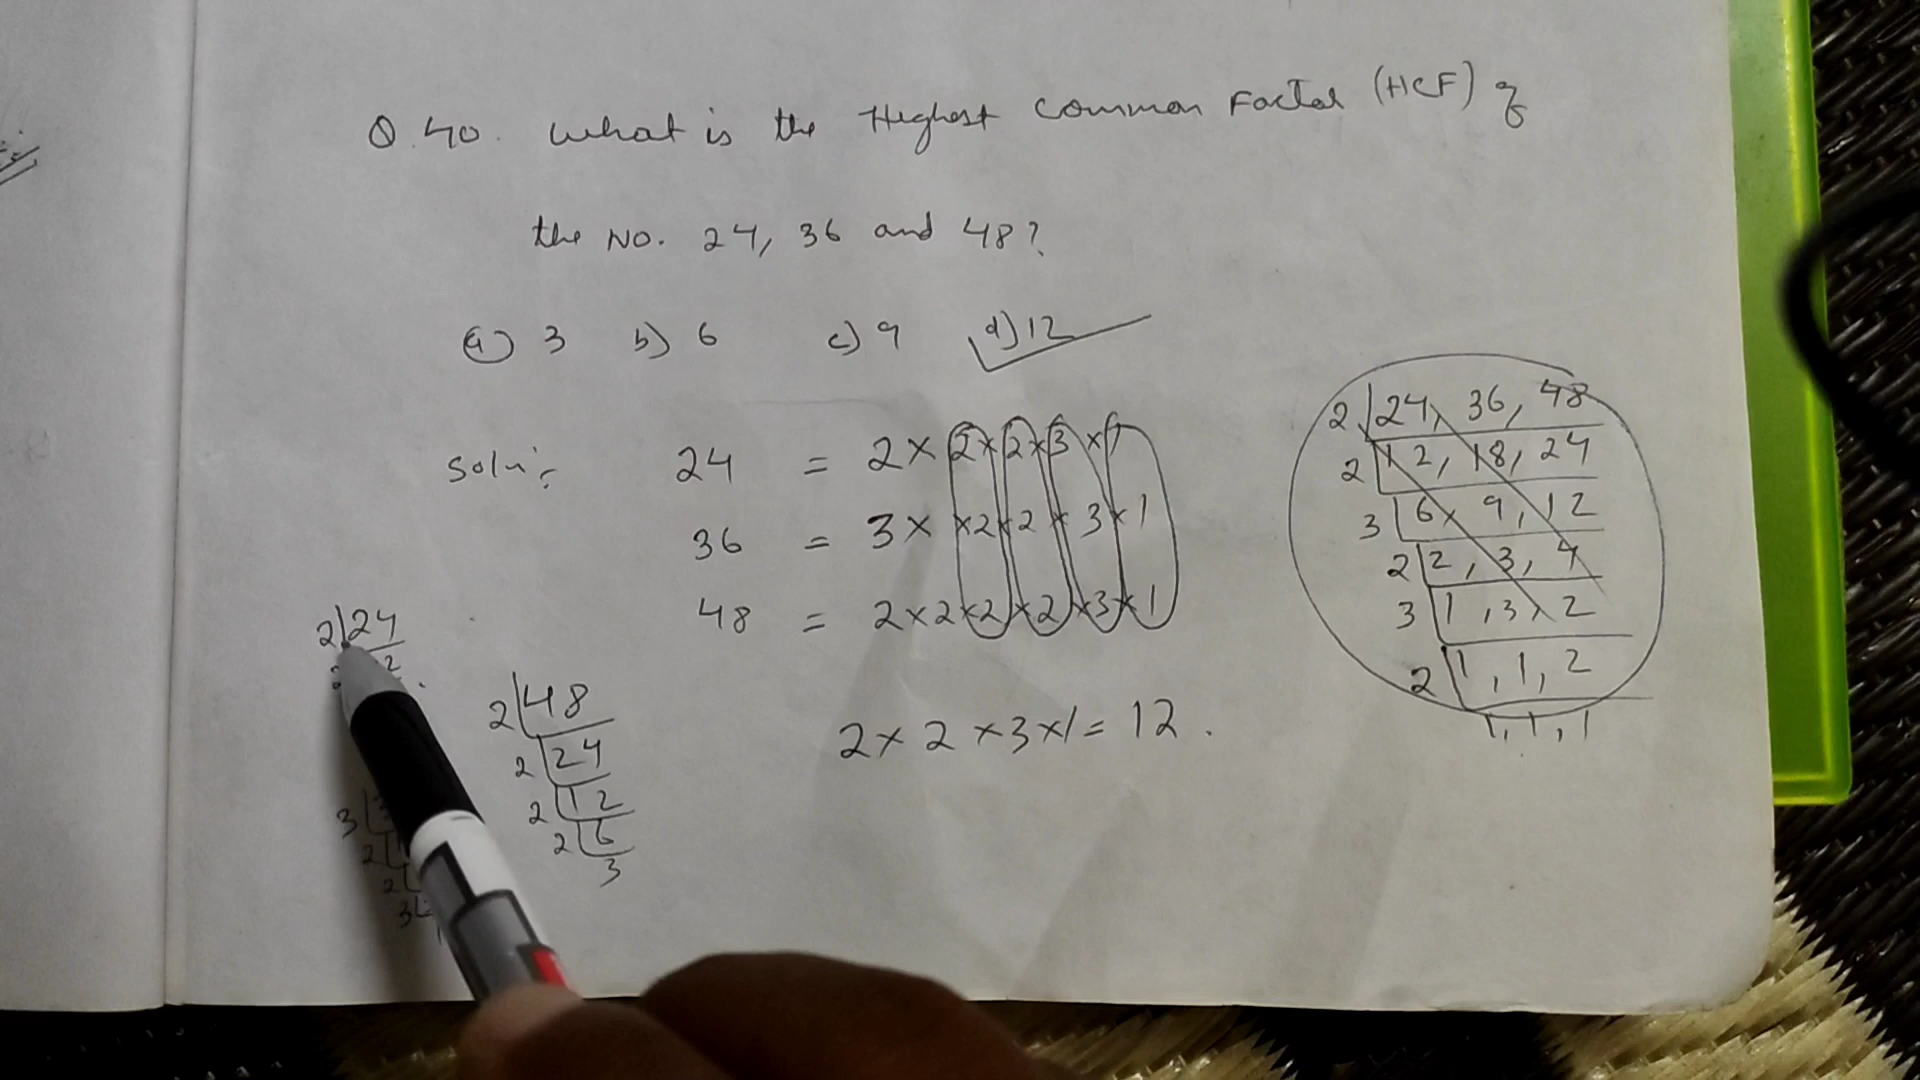 Q.40. What is the Highest Common Factor (HCF) of
the No. 24, 36 and 48?
a) 3 b) 6 c) 9 d) 12
Soln:
24 = 2 × 2 × 2 × 3 × 1
36 = 3 × × 2 × 2 × 3 × 1
48 = 2 × 2 × 2 × 2 × 3 × 1
2 × 2 × 3 × 1 = 12.
2 | 24, 36, 48
2 | 12, 18, 24
3 | 6, 9, 12
2 | 2, 3, 4
3 | 1, 3, 2
2 | 1, 1, 2
1, 1, 1
2 | 24
2 | 48
2 | 24
2 | 12
2 | 6
3
3
2
2
3